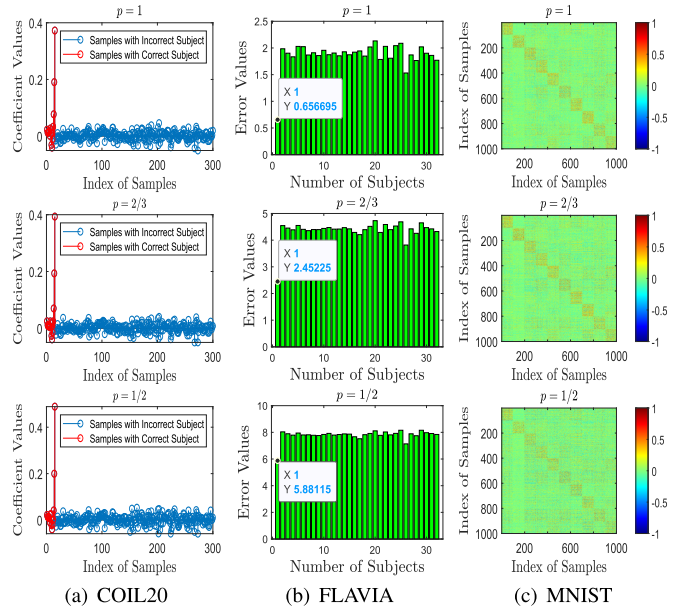 p = 1
Coefficient Values
0.4
0.2
0
Samples with Incorrect Subject
Samples with Correct Subject
0 100 200 300
Index of Samples
p = 1
Error Values
2.5
2
1.5
1
0.5
0
X 1
Y 0.656695
0 10 20 30
Number of Subjects
p = 1
Index of Samples
200
400
600
800
1000
200 600 1000
Index of Samples
1
0.5
0
-0.5
-1
p = 2/3
Coefficient Values
0.4
0.2
0
Samples with Incorrect Subject
Samples with Correct Subject
0 100 200 300
Index of Samples
p = 2/3
Error Values
5
4
3
2
1
0
X 1
Y 2.45225
0 10 20 30
Number of Subjects
p = 2/3
Index of Samples
200
400
600
800
1000
200 600 1000
Index of Samples
1
0.5
0
-0.5
-1
p = 1/2
Coefficient Values
0.4
0.2
0
Samples with Incorrect Subject
Samples with Correct Subject
0 100 200 300
Index of Samples
p = 1/2
Error Values
10
8
6
4
2
0
X 1
Y 5.88115
0 10 20 30
Number of Subjects
p = 1/2
Index of Samples
200
400
600
800
1000
200 600 1000
Index of Samples
1
0.5
0
-0.5
-1
(a) COIL20
(b) FLAVIA
(c) MNIST